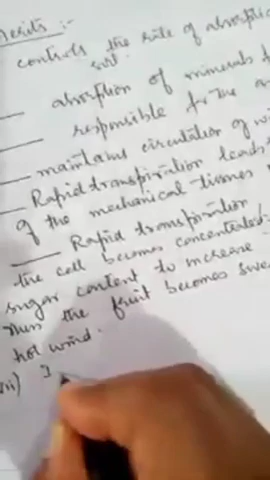 Merits :-
controls the rate of absorption
soil.
— absorption of minerals f
— responsible for the a
— maintains circulation of w
— Rapid transpiration leads
of the mechanical tissues
— Rapid transpiration
the cell becomes concentrated.
sugar content to increase
Thus the fruit becomes swe
hot wind.
vii) I